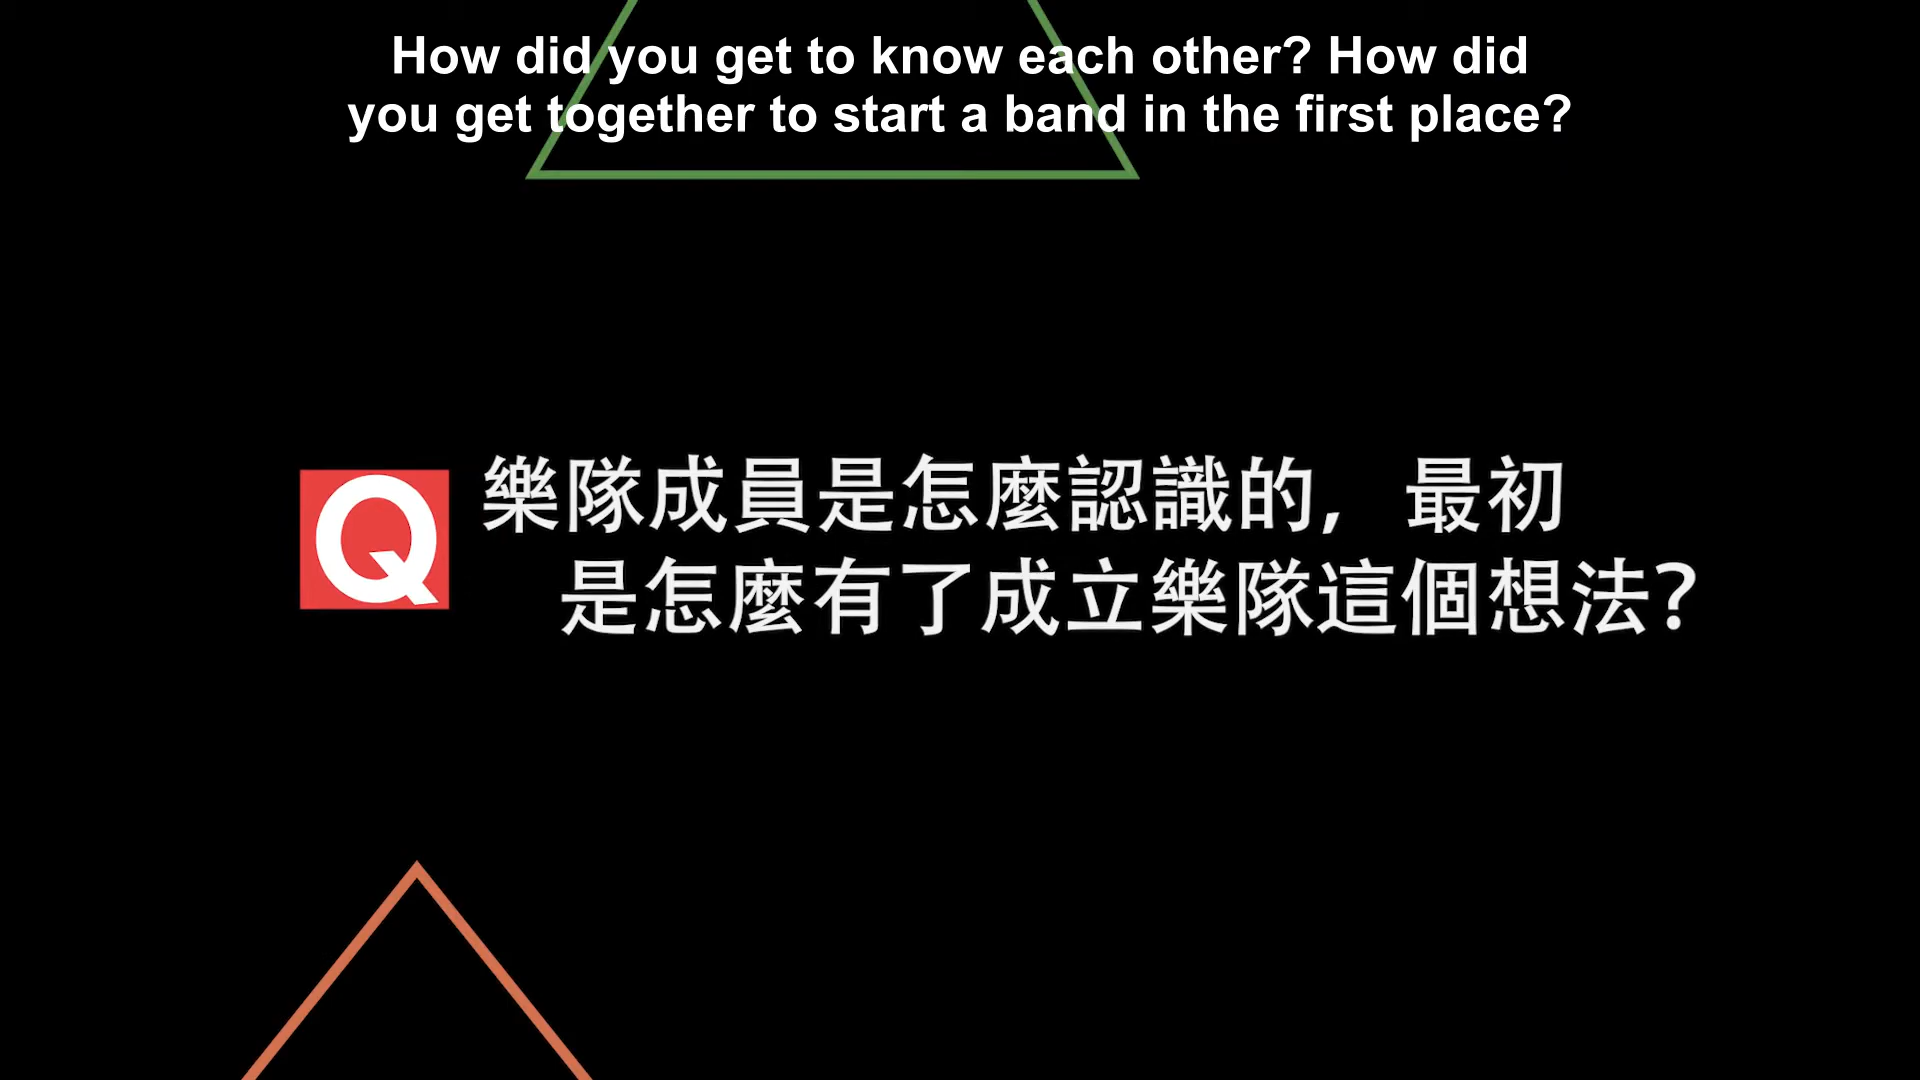 How did you get to know each other? How did
you get together to start a band in the first place?
Q
樂隊成員是怎麼認識的，最初
是怎麼有了成立樂隊這個想法？